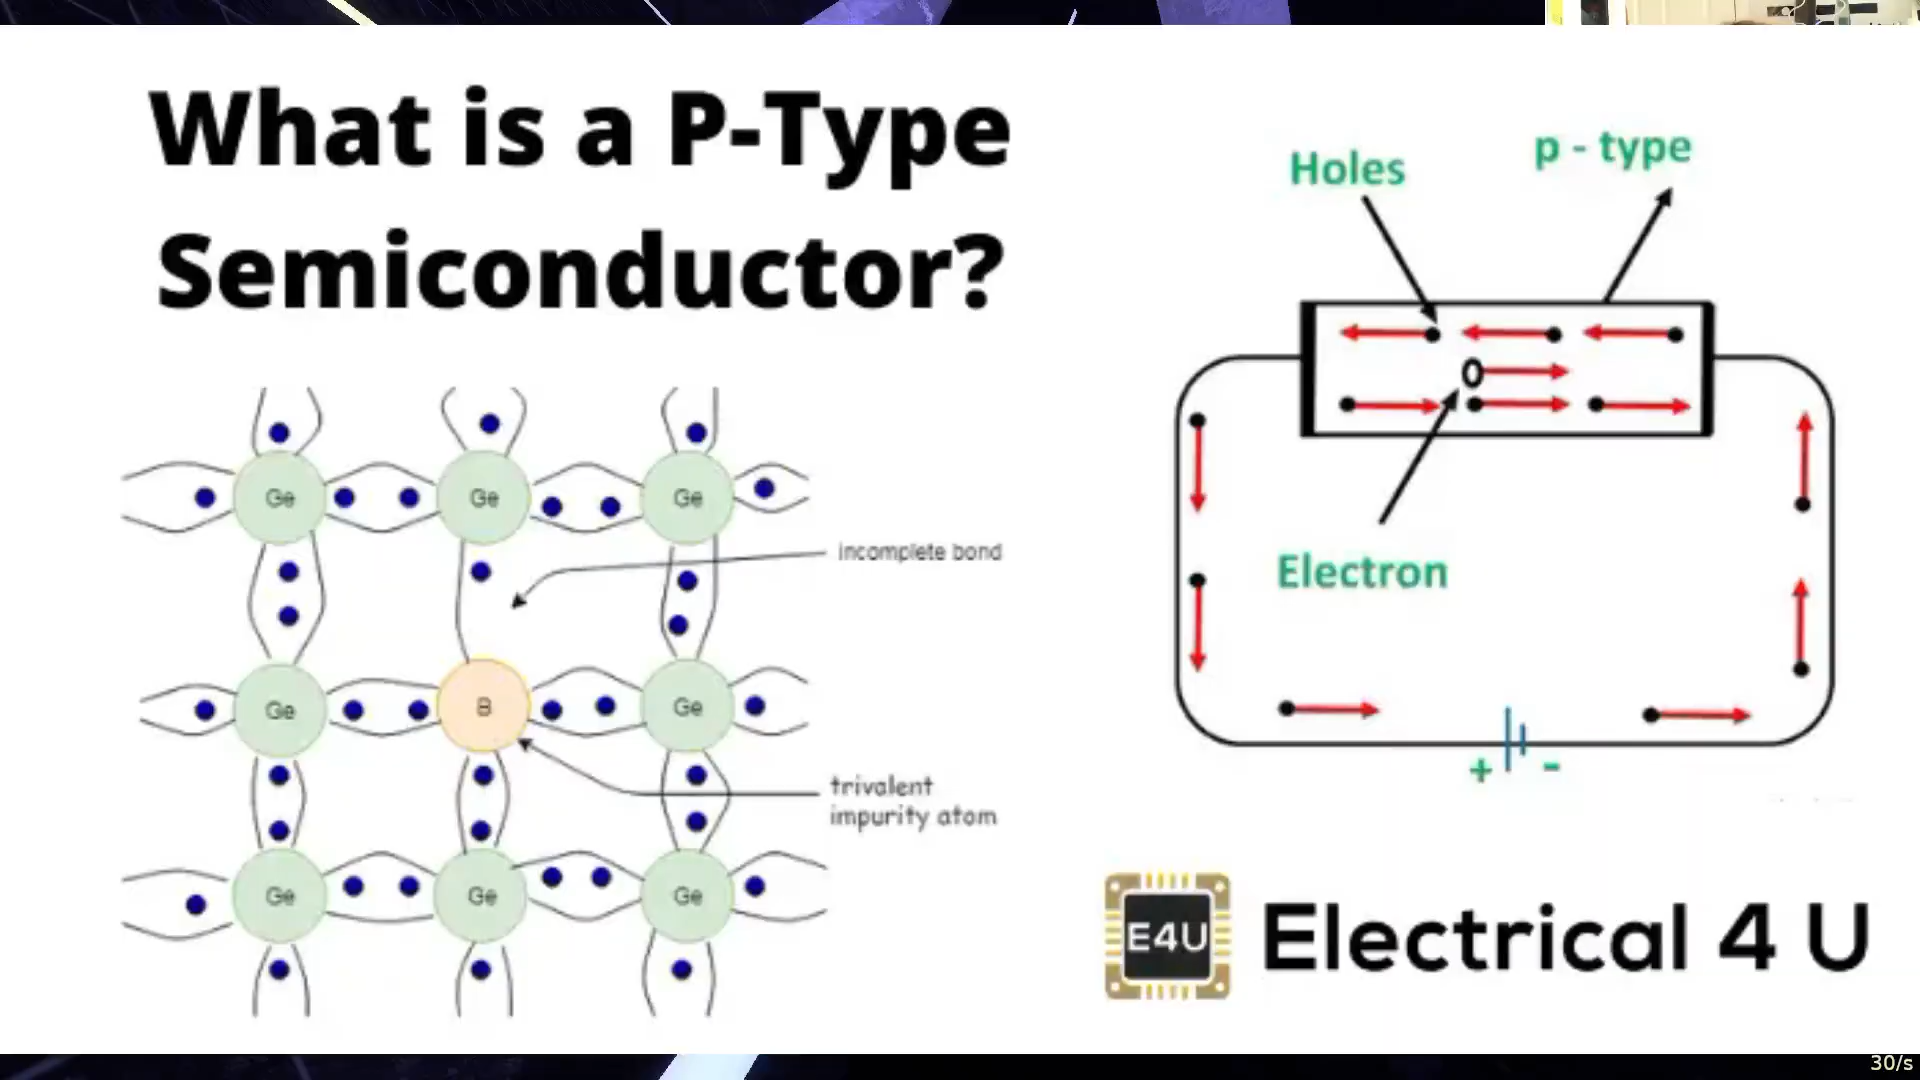 What is a P-Type
Semiconductor?
Holes
p - type
Electron
+ -
Ge Ge Ge
incomplete bond
Ge B Ge
trivalent
impurity atom
Ge Ge Ge
E4U Electrical 4 U
30/s